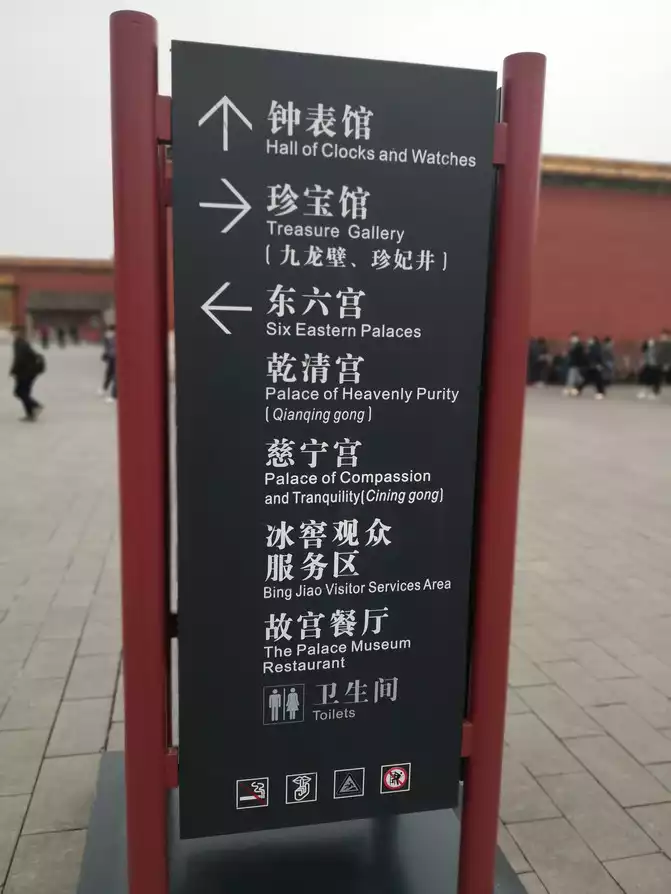 钟表馆
Hall of Clocks and Watches
珍宝馆
Treasure Gallery
(九龙壁、珍妃井)
东六宫
Six Eastern Palaces
乾清宫
Palace of Heavenly Purity
(Qianqing gong)
慈宁宫
Palace of Compassion
and Tranquility(Cining gong)
冰窖观众
服务区
Bing Jiao Visitor Services Area
故宫餐厅
The Palace Museum
Restaurant
卫生间
Toilets